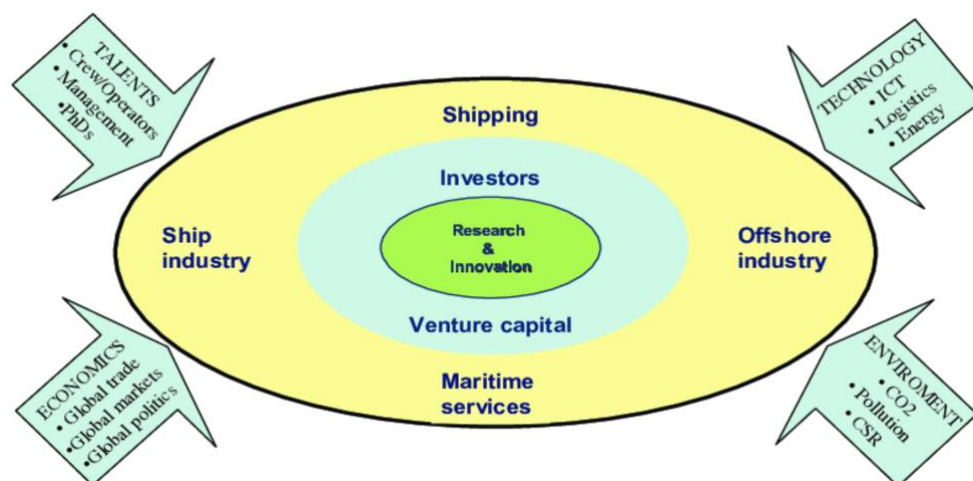 TALENTS
• Crew/Operators
• Management
•PhDs
TECHNOLOGY
• ICT
• Logistics
• Energy
Shipping
Investors
Ship
industry
Research
&
Innovation
Offshore
industry
Venture capital
Maritime
services
ECONOMICS
• Global trade
•Global markets
•Global politics
ENVIROMENT
• CO2
• Pollution
• CSR